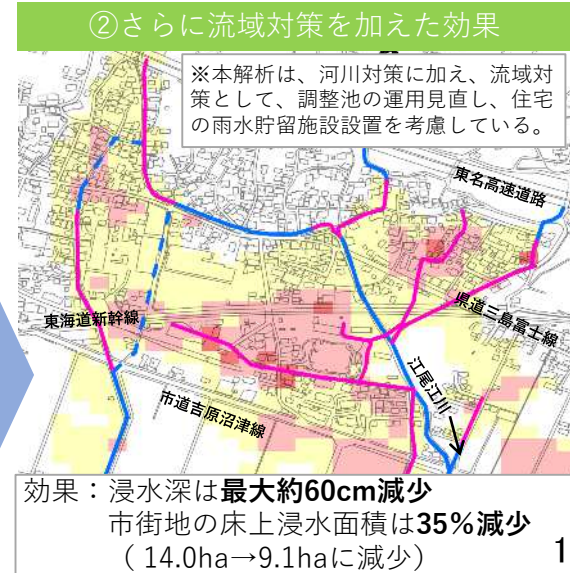 ②さらに流域対策を加えた効果
※本解析は、河川対策に加え、流域対
策として、調整池の運用見直し、住宅
の雨水貯留施設設置を考慮している。
東名高速道路
県道三島富士線
東海道新幹線
江尾江川
市道吉原沼津線
効果：浸水深は最大約60cm減少
市街地の床上浸水面積は35%減少
（14.0ha→9.1haに減少）
1